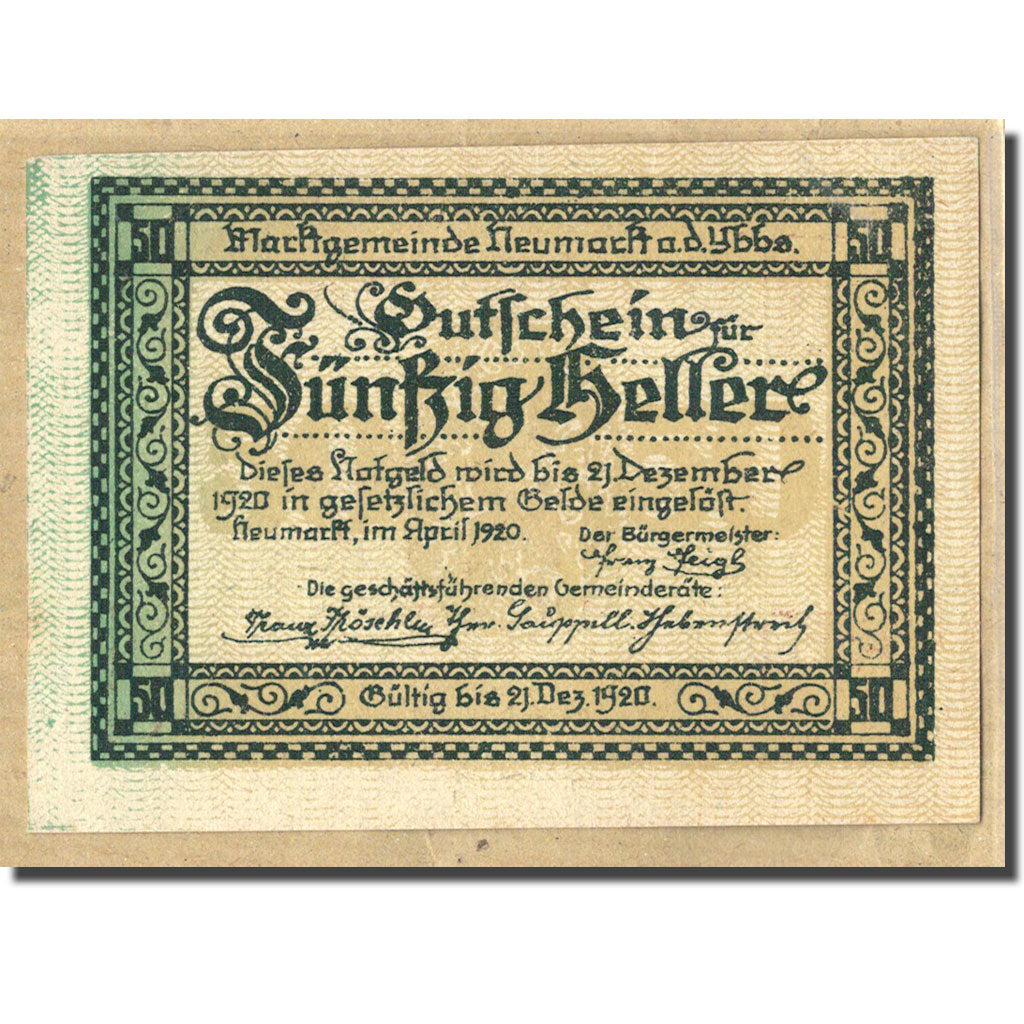 50 Marktgemeinde Neumarkt a.d. Ybbs. 50
Gutschein für
Fünfzig Heller
Dieses Notgeld wird bis 21. Dezember
1920 in gesetzlichem Gelde eingelöst.
Neumarkt, im April 1920. Der Bürgermeister:
Franz
Die geschäftsführenden Gemeinderäte:
50 Gültig bis 21. Dez. 1920. 50